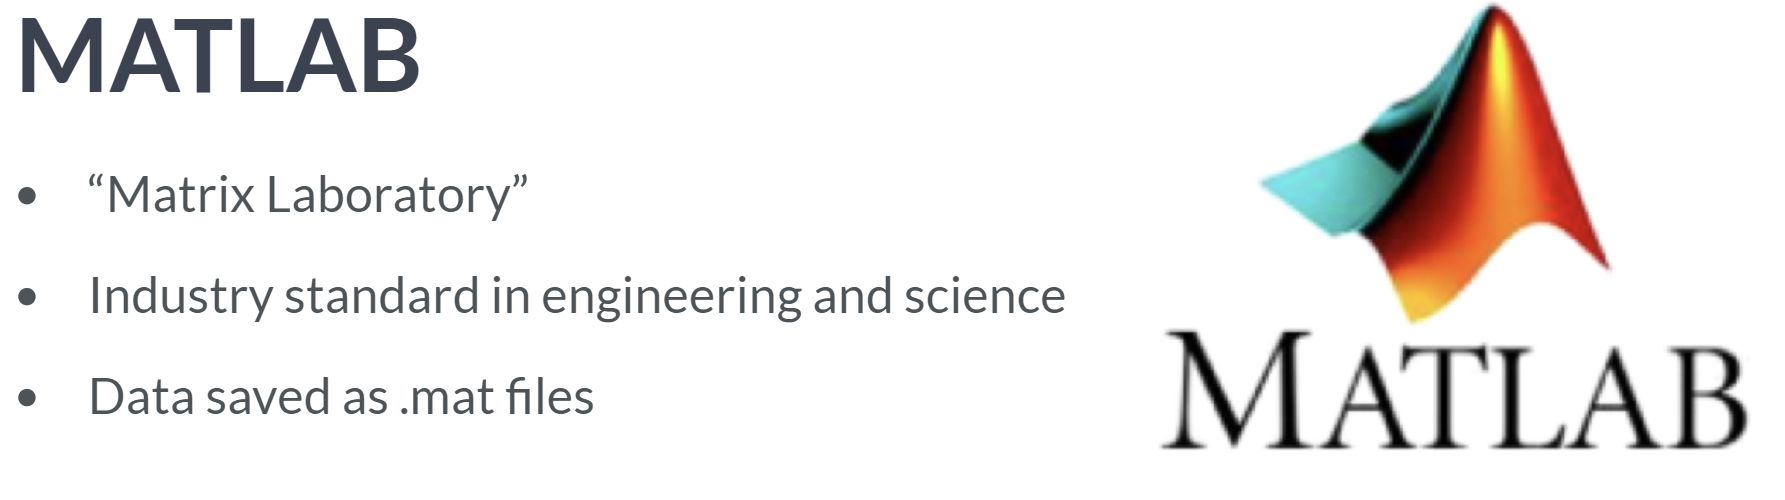 MATLAB
• “Matrix Laboratory”
• Industry standard in engineering and science
• Data saved as .mat files
MATLAB